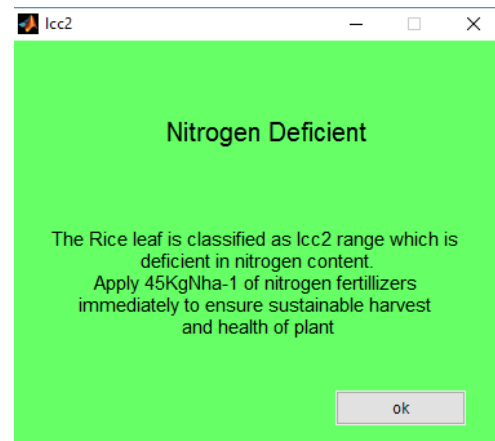 lcc2
Nitrogen Deficient
The Rice leaf is classified as lcc2 range which is
deficient in nitrogen content.
Apply 45KgNha-1 of nitrogen fertillizers
immediately to ensure sustainable harvest
and health of plant
ok